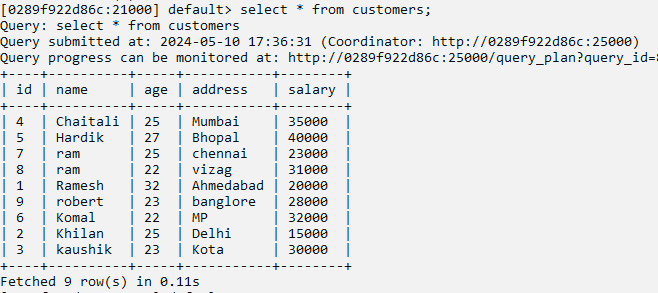 [0289f922d86c:21000] default> select * from customers;
Query: select * from customers
Query submitted at: 2024-05-10 17:36:31 (Coordinator: http://0289f922d86c:25000)
Query progress can be monitored at: http://0289f922d86c:25000/query_plan?query_id=
+----+----------+-----+-----------+--------+
| id | name     | age | address   | salary |
+----+----------+-----+-----------+--------+
| 4  | Chaitali | 25  | Mumbai    | 35000  |
| 5  | Hardik   | 27  | Bhopal    | 40000  |
| 7  | ram      | 25  | chennai   | 23000  |
| 8  | ram      | 22  | vizag     | 31000  |
| 1  | Ramesh   | 32  | Ahmedabad | 20000  |
| 9  | robert   | 23  | banglore  | 28000  |
| 6  | Komal    | 22  | MP        | 32000  |
| 2  | Khilan   | 25  | Delhi     | 15000  |
| 3  | kaushik  | 23  | Kota      | 30000  |
+----+----------+-----+-----------+--------+
Fetched 9 row(s) in 0.11s